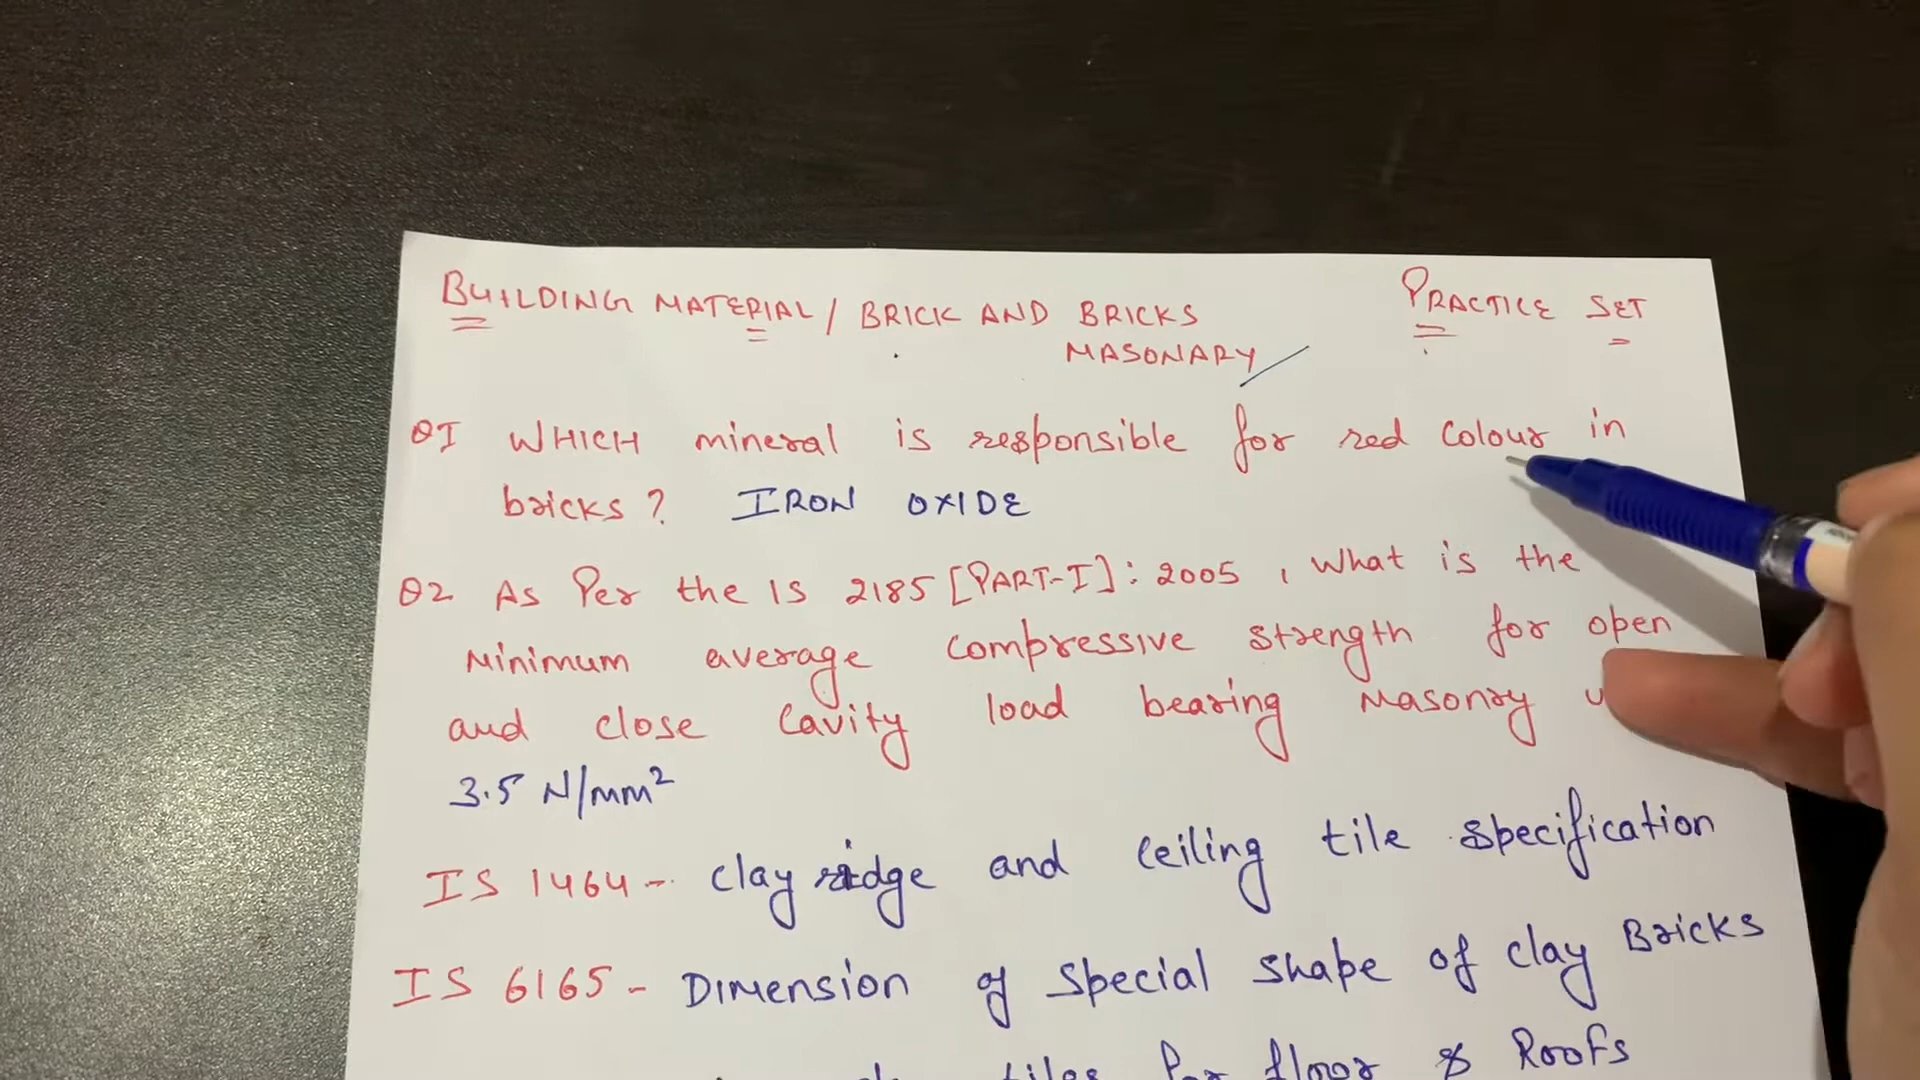 BUILDING MATERIAL / BRICK AND BRICKS
MASONARY
PRACTICE SET
Q1 WHICH mineral is responsible for red colour in
bricks? IRON OXIDE
Q2 As Per the IS 2185 [PART-I] : 2005 , What is the
Minimum average compressive strength for open
and close cavity load bearing Masonry
3.5 N/mm²
IS 1464 - clay ridge and ceiling tile specification
IS 6165 - Dimension of special shape of clay Bricks
tiles for floor & Roofs